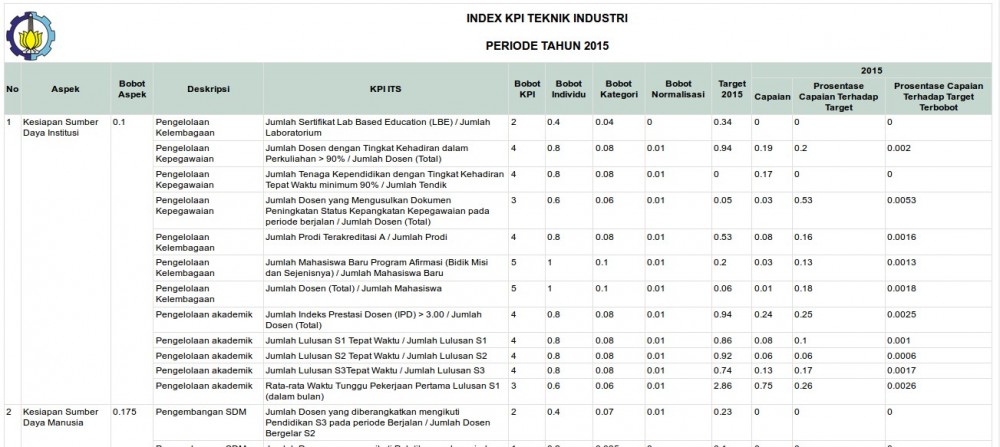 INDEX KPI TEKNIK INDUSTRI
PERIODE TAHUN 2015
No Aspek Bobot Aspek Deskripsi KPI ITS Bobot KPI Bobot Individu Bobot Kategori Bobot Normalisasi Target 2015 2015
Capaian Prosentase Capaian Terhadap Target Prosentase Capaian Terhadap Target Terbobot
1 Kesiapan Sumber 0.1 Pengelolaan Jumlah Sertifikat Lab Based Education (LBE) / Jumlah 2 0.4 0.04 0 0.34 0 0 0
Daya Institusi Kelembagaan Laboratorium
Pengelolaan Jumlah Dosen dengan Tingkat Kehadiran dalam 4 0.8 0.08 0.01 0.94 0.19 0.2 0.002
Kepegawaian Perkuliahan > 90% / Jumlah Dosen (Total)
Pengelolaan Jumlah Tenaga Kependidikan dengan Tingkat Kehadiran 4 0.8 0.08 0.01 0 0.17 0 0
Kepegawaian Tepat Waktu minimum 90% / Jumlah Tendik
Pengelolaan Jumlah Dosen yang Mengusulkan Dokumen 3 0.6 0.06 0.01 0.05 0.03 0.53 0.0053
Kepegawaian Peningkatan Status Kepangkatan Kepegawaian pada
periode berjalan / Jumlah Dosen (Total)
Pengelolaan Jumlah Prodi Terakreditasi A / Jumlah Prodi 4 0.8 0.08 0.01 0.53 0.08 0.16 0.0016
Kelembagaan
Pengelolaan Jumlah Mahasiswa Baru Program Afirmasi (Bidik Misi 5 1 0.1 0.01 0.2 0.03 0.13 0.0013
Kelembagaan dan Sejenisnya) / Jumlah Mahasiswa Baru
Pengelolaan Jumlah Dosen (Total) / Jumlah Mahasiswa 5 1 0.1 0.01 0.06 0.01 0.18 0.0018
Kelembagaan
Pengelolaan akademik Jumlah Indeks Prestasi Dosen (IPD) > 3.00 / Jumlah 4 0.8 0.08 0.01 0.94 0.24 0.25 0.0025
Dosen (Total)
Pengelolaan akademik Jumlah Lulusan S1 Tepat Waktu / Jumlah Lulusan S1 4 0.8 0.08 0.01 0.86 0.08 0.1 0.001
Pengelolaan akademik Jumlah Lulusan S2 Tepat Waktu / Jumlah Lulusan S2 4 0.8 0.08 0.01 0.92 0.06 0.06 0.0006
Pengelolaan akademik Jumlah Lulusan S3Tepat Waktu / Jumlah Lulusan S3 4 0.8 0.08 0.01 0.74 0.13 0.17 0.0017
Pengelolaan akademik Rata-rata Waktu Tunggu Pekerjaan Pertama Lulusan S1 3 0.6 0.06 0.01 2.86 0.75 0.26 0.0026
(dalam bulan)
2 Kesiapan Sumber 0.175 Pengembangan SDM Jumlah Dosen yang diberangkatkan mengikuti 2 0.4 0.07 0.01 0.23 0 0 0
Daya Manusia Pendidikan S3 pada periode Berjalan / Jumlah Dosen
Bergelar S2